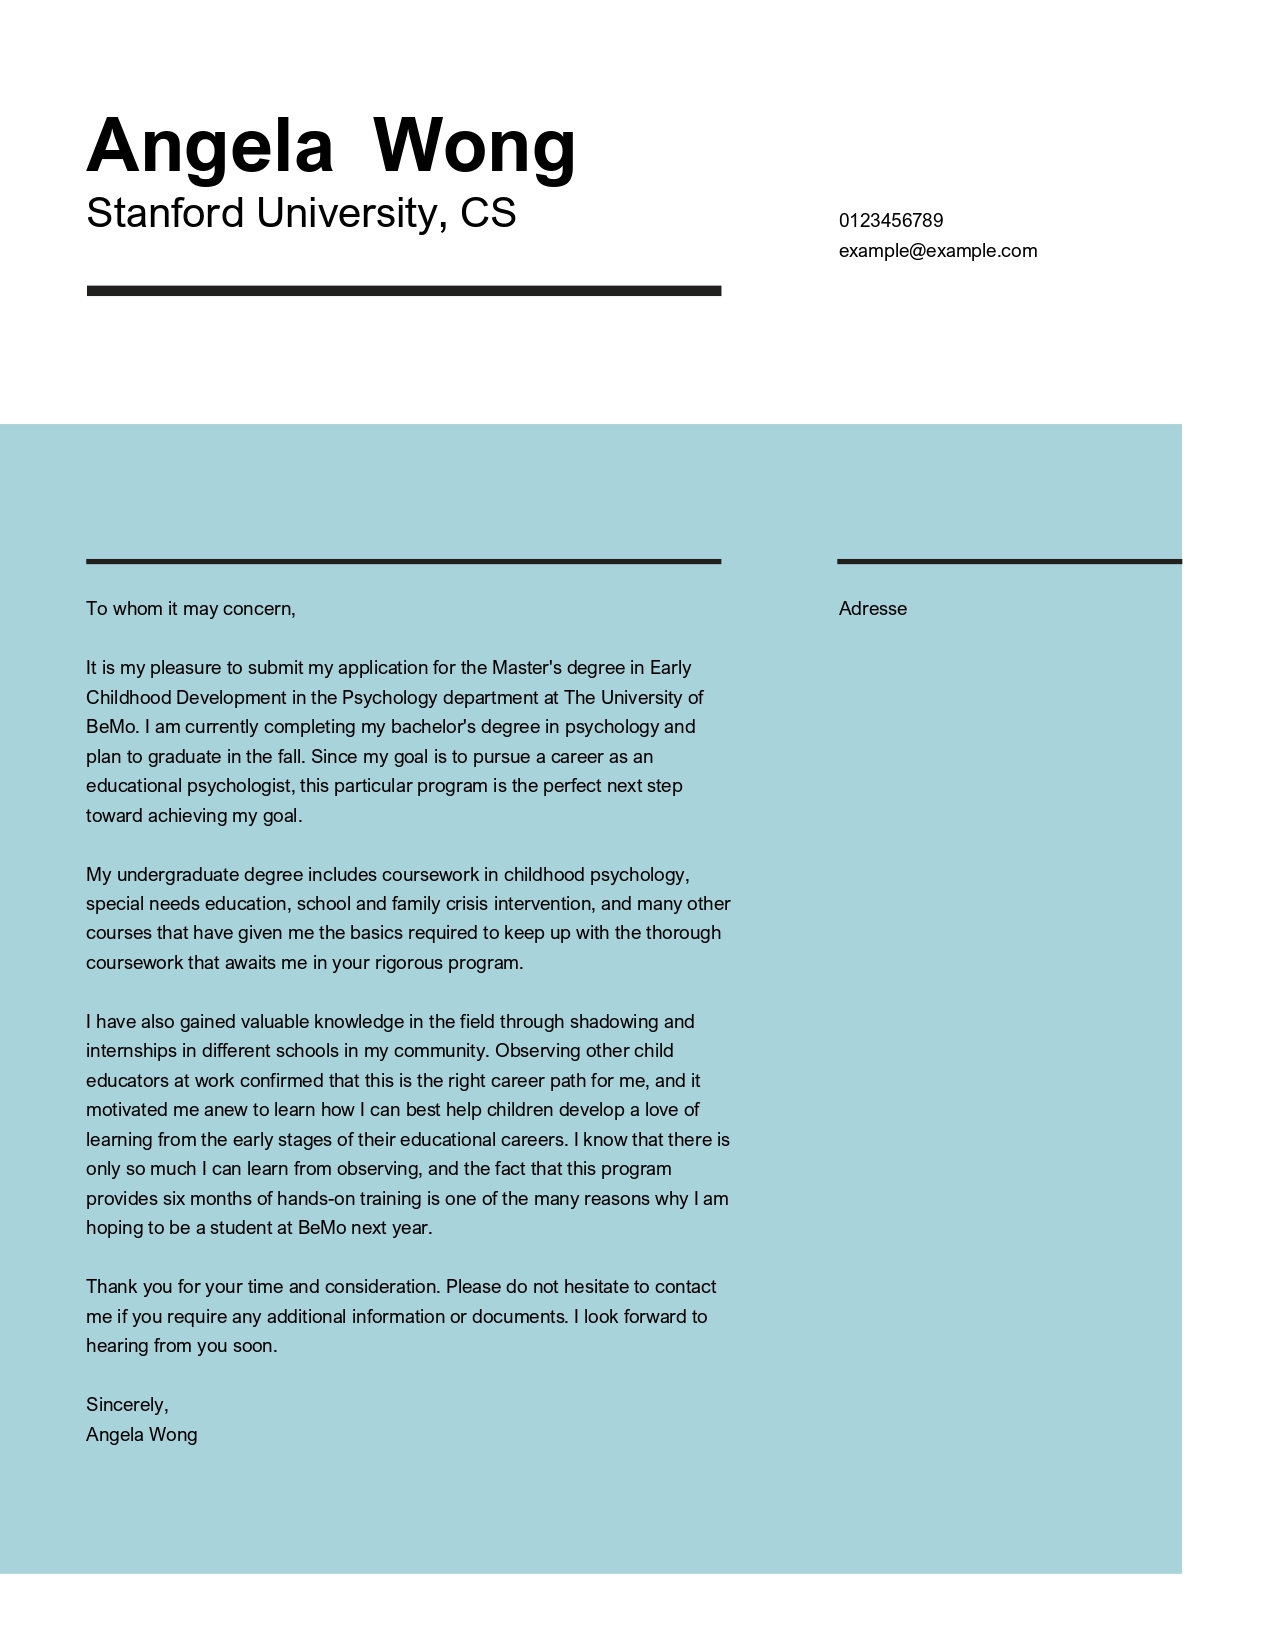 Angela Wong
Stanford University, CS
0123456789
example@example.com
To whom it may concern,
It is my pleasure to submit my application for the Master's degree in Early
Childhood Development in the Psychology department at The University of
BeMo. I am currently completing my bachelor's degree in psychology and
plan to graduate in the fall. Since my goal is to pursue a career as an
educational psychologist, this particular program is the perfect next step
toward achieving my goal.
My undergraduate degree includes coursework in childhood psychology,
special needs education, school and family crisis intervention, and many other
courses that have given me the basics required to keep up with the thorough
coursework that awaits me in your rigorous program.
I have also gained valuable knowledge in the field through shadowing and
internships in different schools in my community. Observing other child
educators at work confirmed that this is the right career path for me, and it
motivated me anew to learn how I can best help children develop a love of
learning from the early stages of their educational careers. I know that there is
only so much I can learn from observing, and the fact that this program
provides six months of hands-on training is one of the many reasons why I am
hoping to be a student at BeMo next year.
Thank you for your time and consideration. Please do not hesitate to contact
me if you require any additional information or documents. I look forward to
hearing from you soon.
Sincerely,
Angela Wong
Adresse